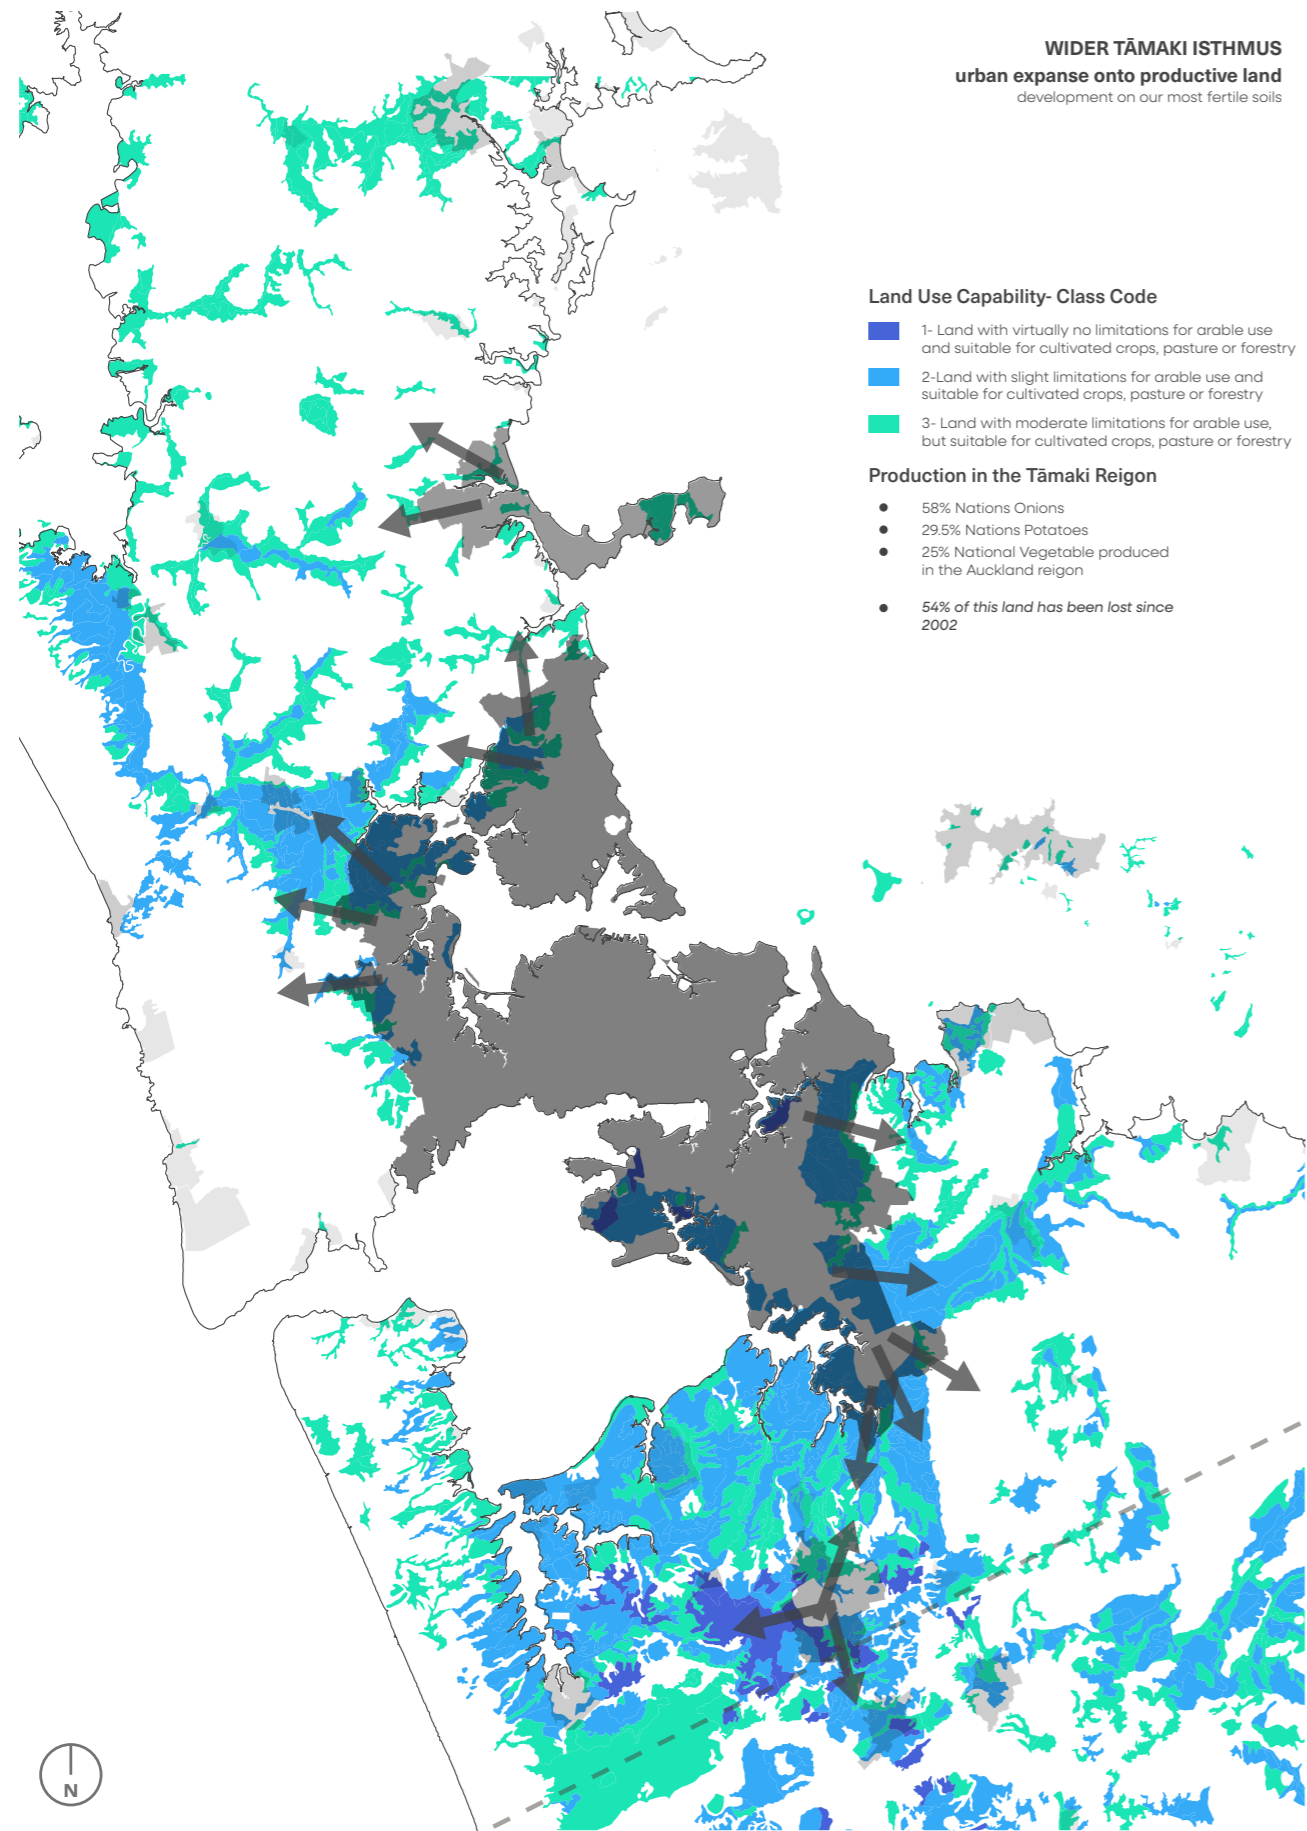 WIDER TĀMAKI ISTHMUS
urban expanse onto productive land
development on our most fertile soils
Land Use Capability- Class Code
1- Land with virtually no limitations for arable use
and suitable for cultivated crops, pasture or forestry
2-Land with slight limitations for arable use and
suitable for cultivated crops, pasture or forestry
3- Land with moderate limitations for arable use,
but suitable for cultivated crops, pasture or forestry
Production in the Tāmaki Reigon
● 58% Nations Onions
● 29.5% Nations Potatoes
● 25% National Vegetable produced
in the Auckland reigon
● 54% of this land has been lost since
2002
N